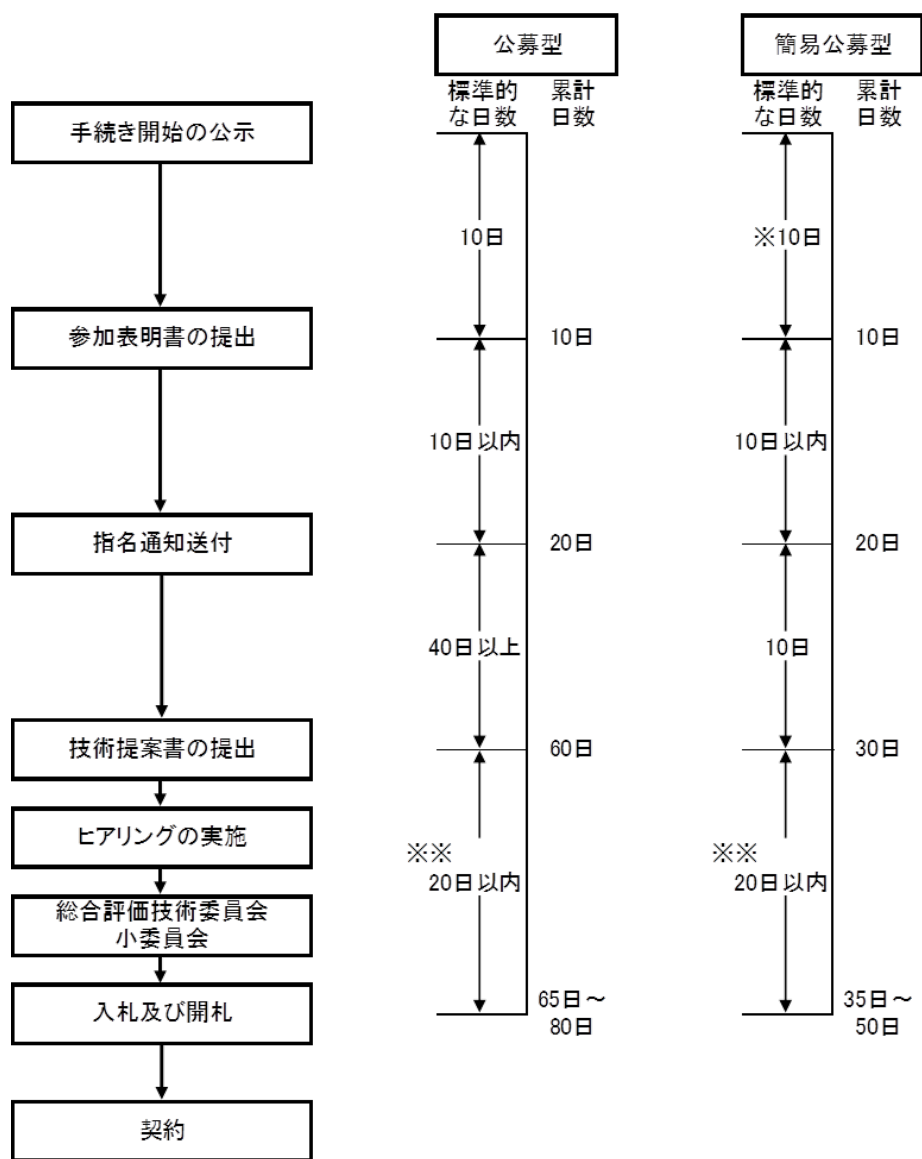 公募型
簡易公募型
標準的
な日数
累計
日数
標準的
な日数
累計
日数
手続き開始の公示
10日
※10日
参加表明書の提出
10日
10日
10日以内
10日以内
指名通知送付
20日
20日
40日以上
10日
技術提案書の提出
60日
30日
ヒアリングの実施
※※
20日以内
※※
20日以内
総合評価技術委員会
小委員会
入札及び開札
65日～
80日
35日～
50日
契約